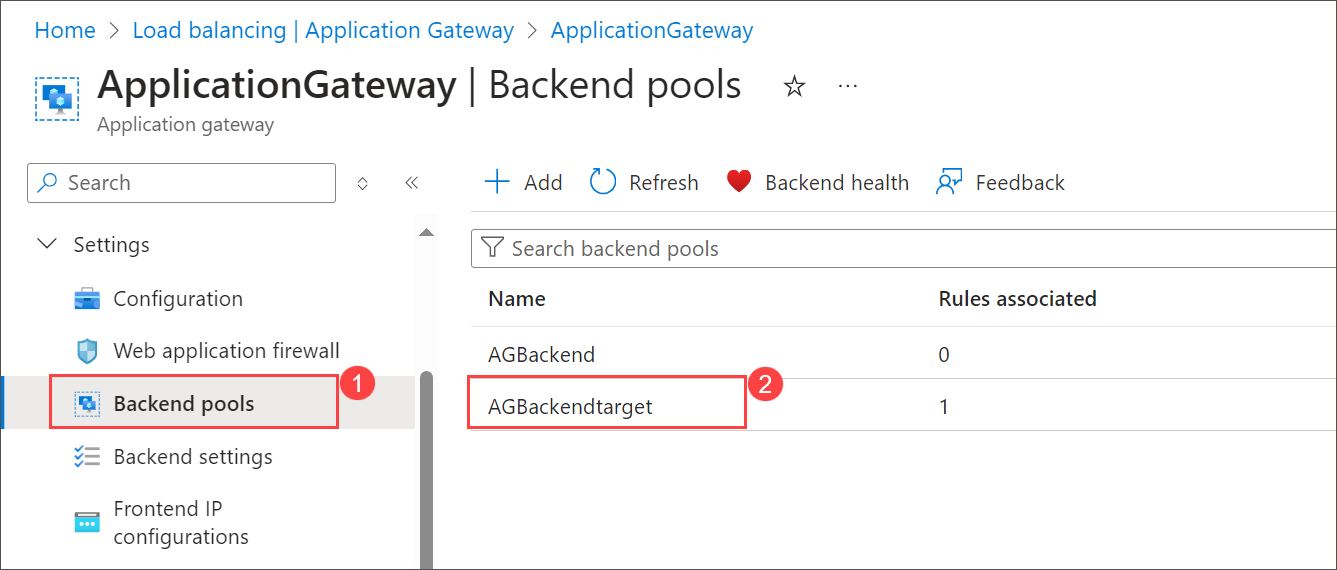 Home > Load balancing | Application Gateway > ApplicationGateway
ApplicationGateway | Backend pools
Application gateway
Search
Add Refresh Backend health Feedback
Settings
Configuration
Web application firewall
Backend pools 1
Backend settings
Frontend IP
configurations
Search backend pools
Name Rules associated
AGBackend 0
AGBackendtarget 2 1